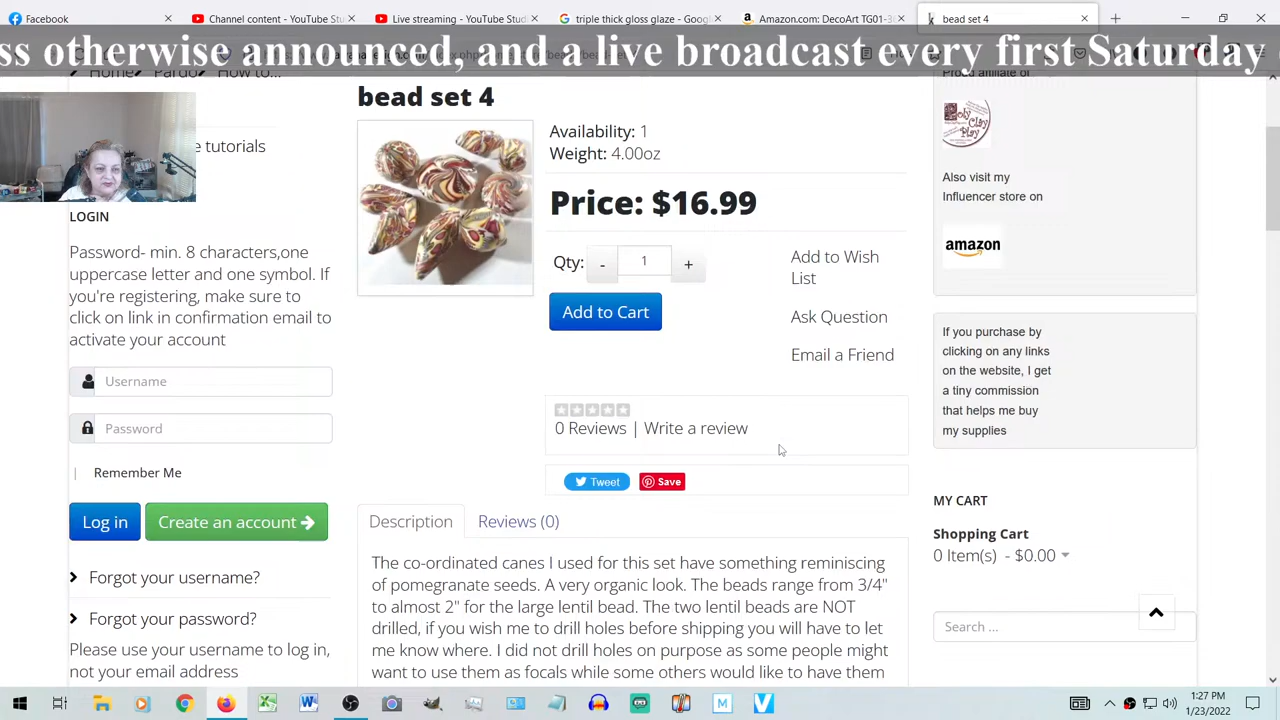 Facebook
Channel content - YouTube Stu
Live streaming - YouTube Stud
triple thick gloss glaze - Goog
Amazon.com: DecoArt TG01-3
bead set 4
ss otherwise announced, and a live broadcast every first Saturday
Home
Pardo
How to...
e tutorials
LOGIN
Password- min. 8 characters,one
uppercase letter and one symbol. If
you're registering, make sure to
click on link in confirmation email to
activate your account
Username
Password
Remember Me
Log in
Create an account
Forgot your username?
Forgot your password?
Please use your username to log in,
not your email address
bead set 4
Availability: 1
Weight: 4.00oz
Price: $16.99
Qty: - 1 +
Add to Cart
Add to Wish
List
Ask Question
Email a Friend
0 Reviews | Write a review
Tweet
Save
Description
Reviews (0)
The co-ordinated canes I used for this set have something reminiscing
of pomegranate seeds. A very organic look. The beads range from 3/4"
to almost 2" for the large lentil bead. The two lentil beads are NOT
drilled, if you wish me to drill holes before shipping you will have to let
me know where. I did not drill holes on purpose as some people might
want to use them as focals while some others would like to have them
Proud affiliate of
Poly Clay Play
Also visit my
Influencer store on
amazon
If you purchase by
clicking on any links
on the website, I get
a tiny commission
that helps me buy
my supplies
MY CART
Shopping Cart
0 Item(s) - $0.00
Search ...
1:27 PM
1/23/2022